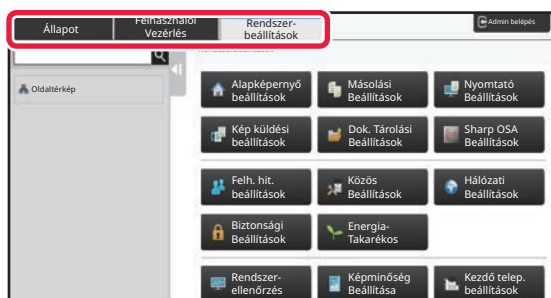 Állapot
Felhasználói
Vezérlés
Rendszer-
beállítások
Admin belépés
Oldaltérkép
Alapképernyő
beállítások
Másolási
Beállítások
Nyomtató
Beállítások
Kép küldési
beállítások
Dok. Tárolási
Beállítások
Sharp OSA
Beállítások
Felh. hit.
beállítások
Közös
Beállítások
Hálózati
Beállítások
Biztonsági
Beállítások
Energia-
Takarékos
Rendszer-
ellenőrzés
Képminőség
Beállítása
Kezdő telep.
beállítások